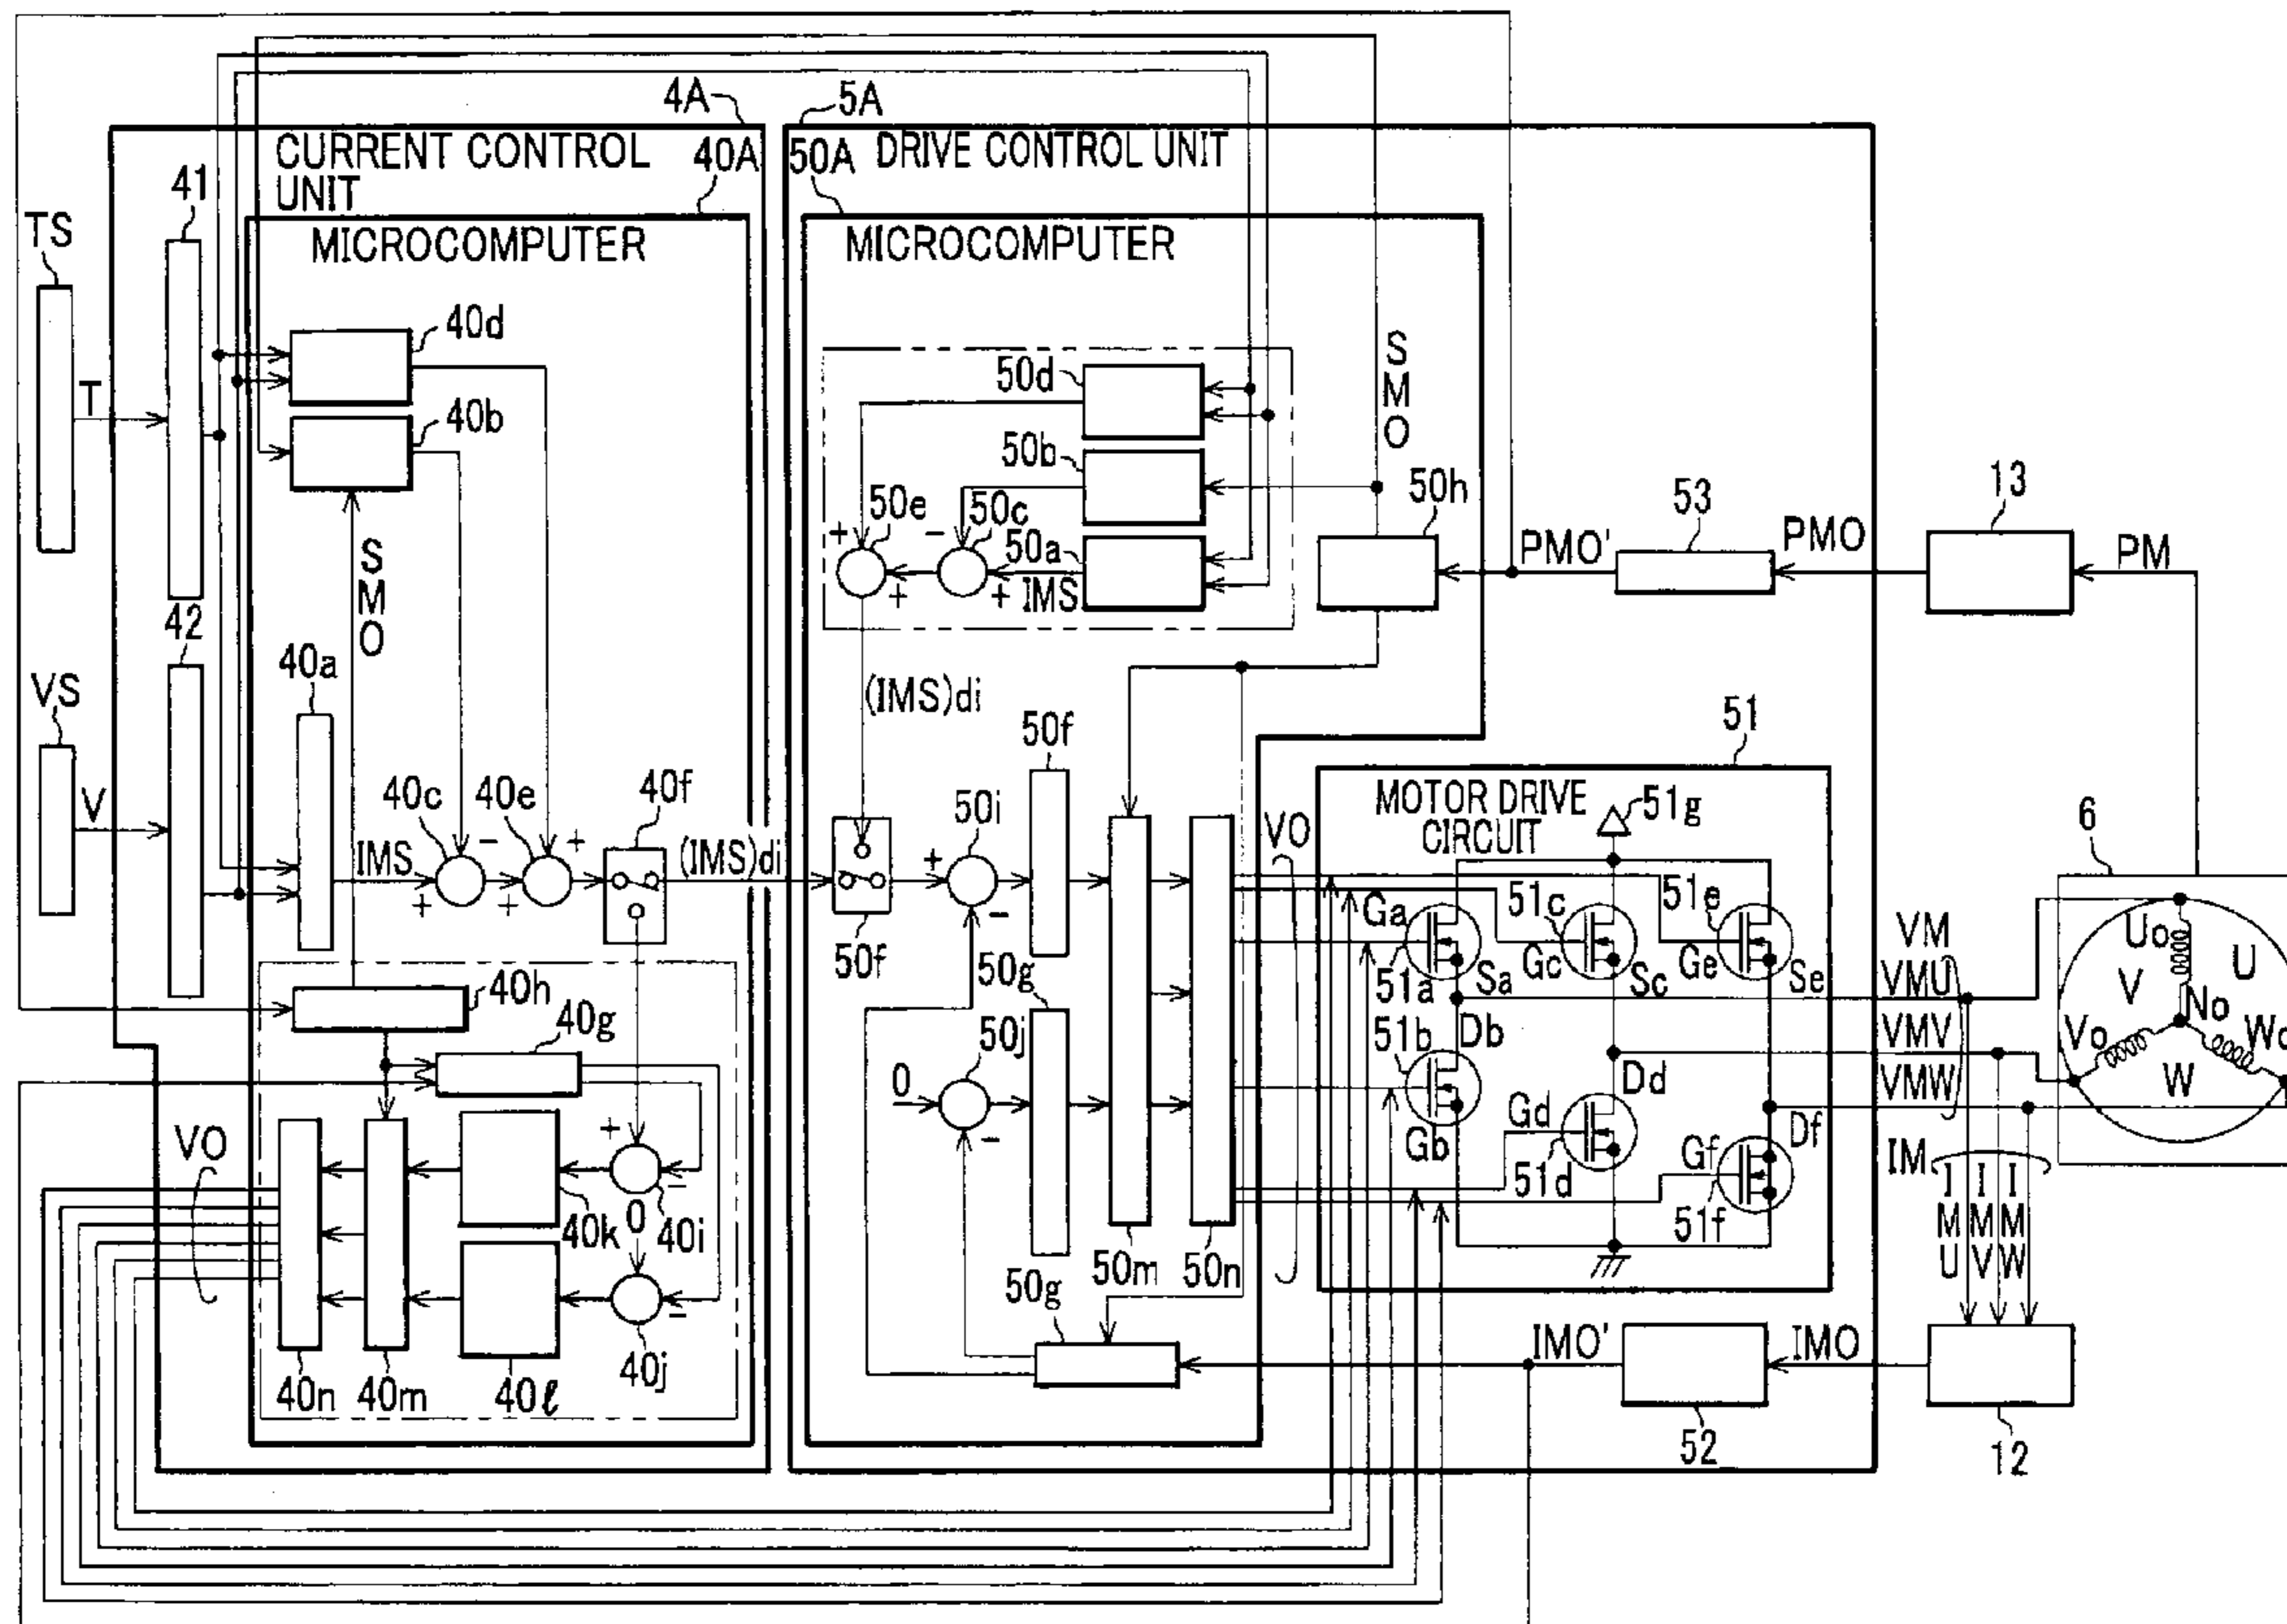 4A
5A
CURRENT CONTROL
UNIT
40A
50A
DRIVE CONTROL UNIT
41
TS
MICROCOMPUTER
MICROCOMPUTER
40d
T
40b
S
M
O
50d
50b
50e
50c
50a
50h
S
M
O
+
-
+
+
IMS
PMO'
53
PMO
13
PM
42
40a
VS
V
(IMS)di
50f
51
MOTOR DRIVE
CIRCUIT
51g
6
40c
40e
40f
IMS
+
-
+
+
(IMS)di
50f
50i
+
-
VO
Ga
51a
Sa
51c
Gc
Sc
51e
Ge
Se
VM
VMU
VMV
VMW
Uo
U
V
No
Vo
W
40h
40g
50g
50j
0
-
51b
Db
Gb
Dd
Gd
51d
Df
Gf
51f
IM
I
M
U
I
M
V
I
M
W
VO
+
-
40k
0
40i
-
40j
40n
40m
40ℓ
50m
50n
50g
IMO'
52
IMO
12